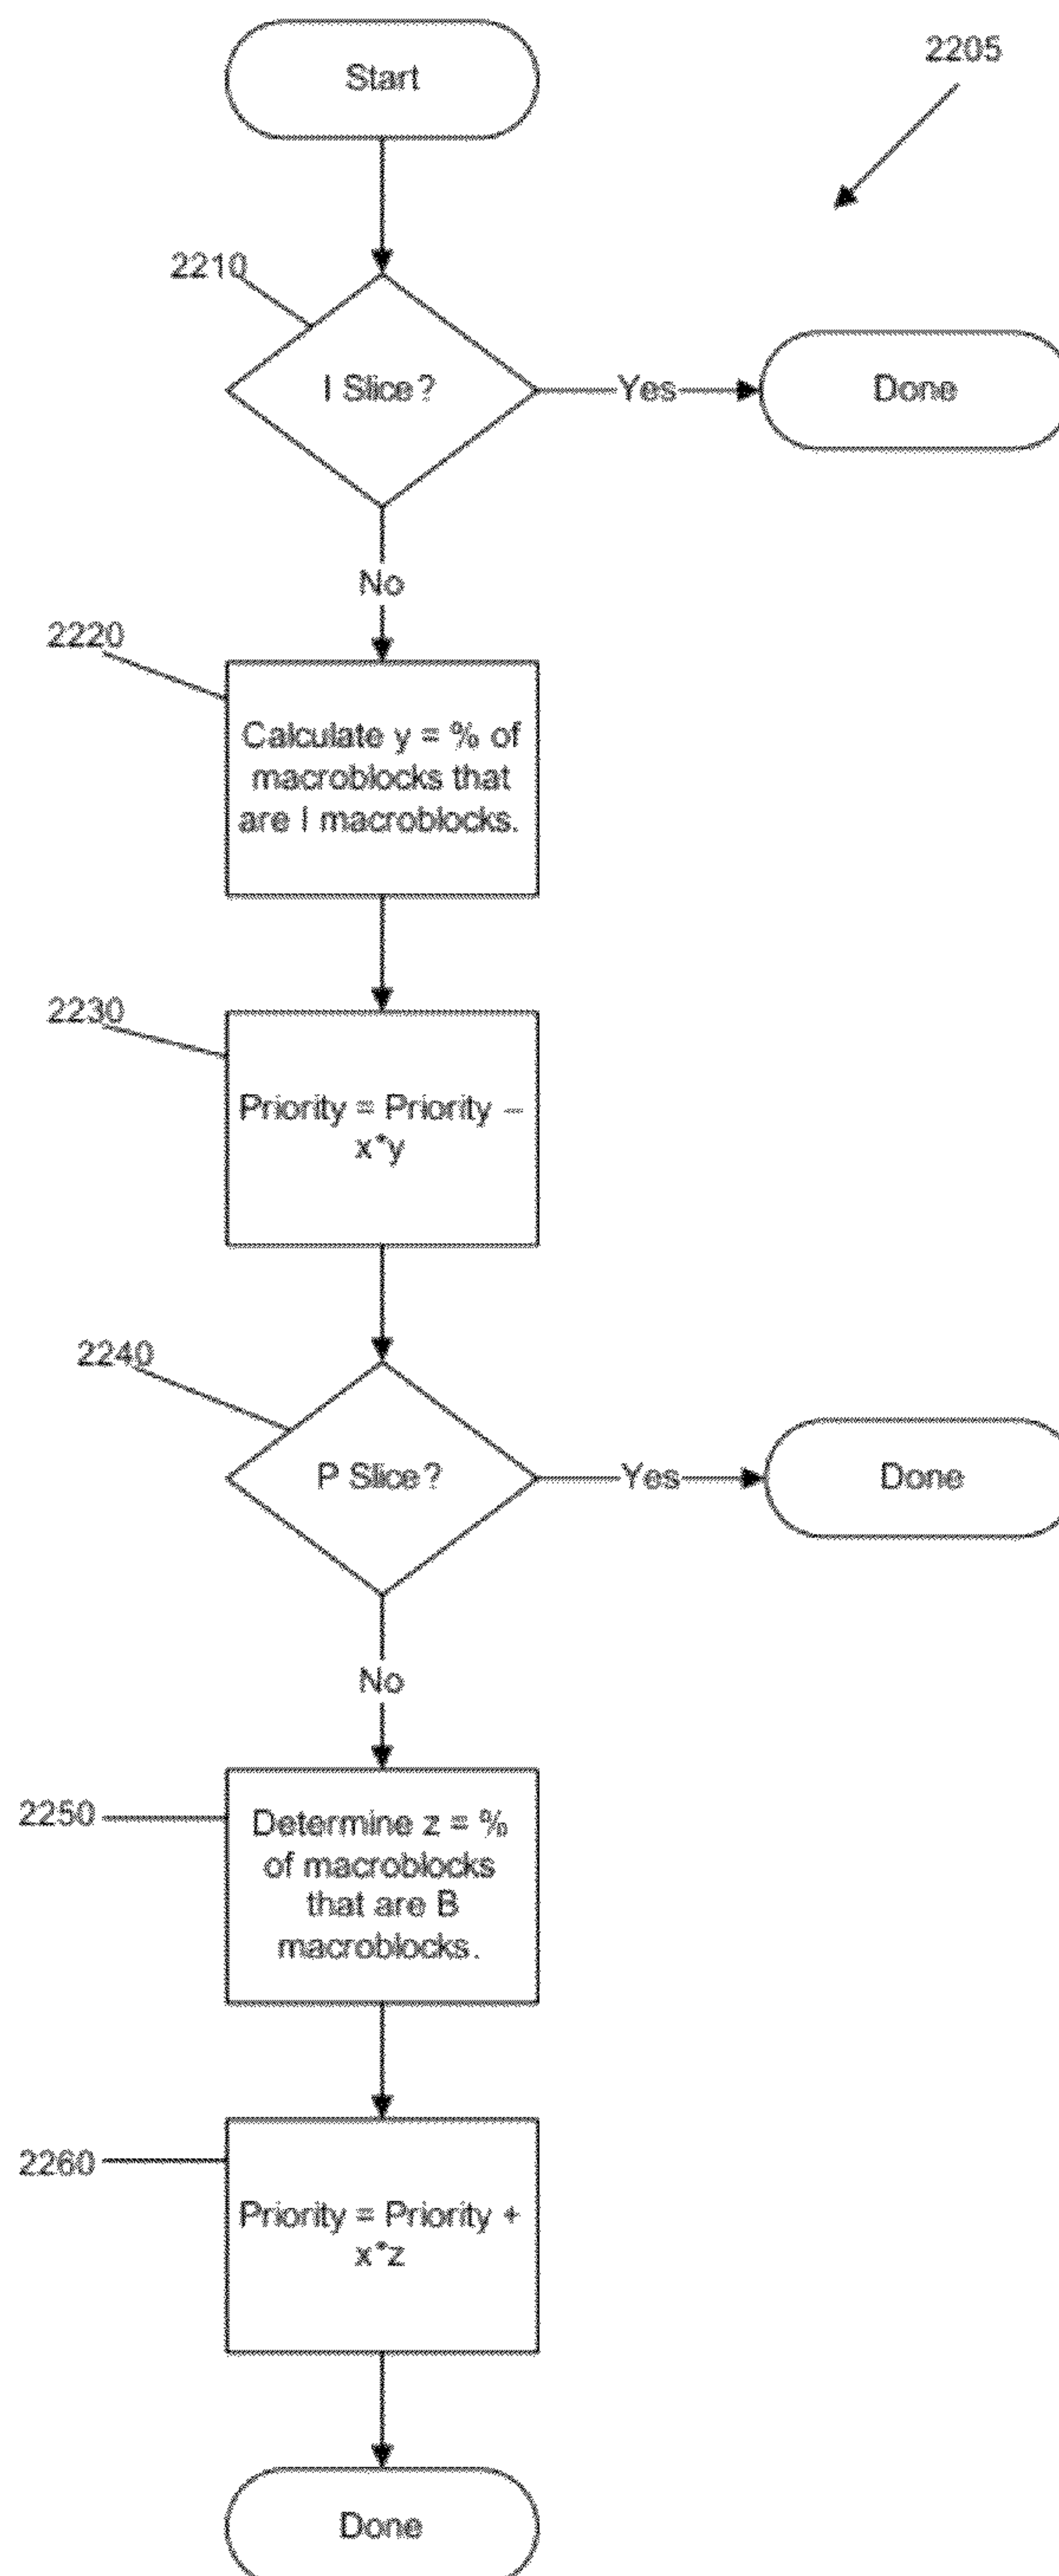 Start
2205
2210
I Slice?
Yes
Done
No
2220
Calculate y = % of
macroblocks that
are I macroblocks.
2230
Priority = Priority –
x*y
2240
P Slice?
Yes
Done
No
2250
Determine z = %
of macroblocks
that are B
macroblocks.
2260
Priority = Priority +
x*z
Done